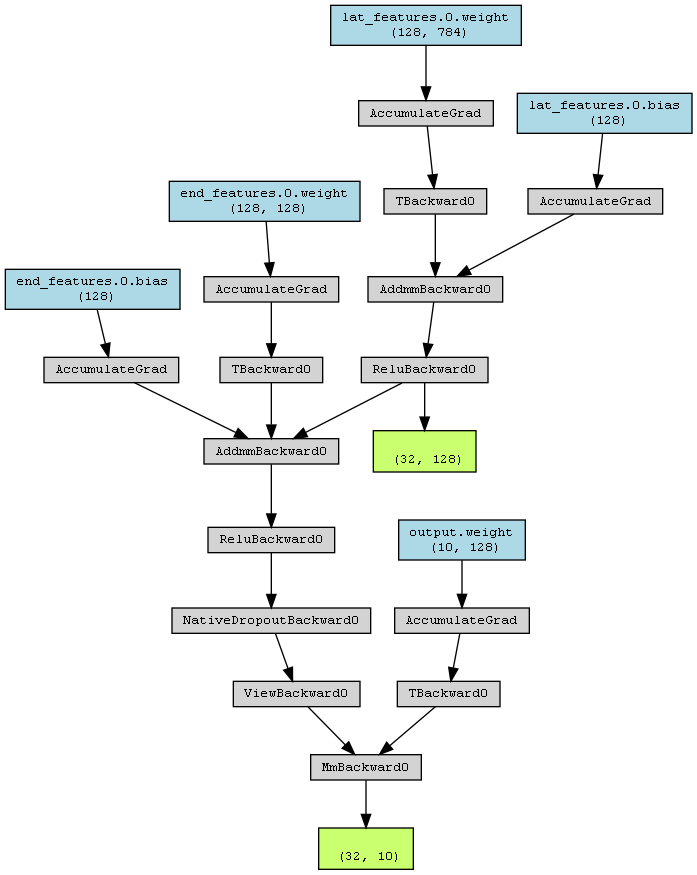 lat_features.0.weight
(128, 784)
AccumulateGrad
lat_features.0.bias
(128)
end_features.0.weight
(128, 128)
TBackward0
AccumulateGrad
end_features.0.bias
(128)
AccumulateGrad
AddmmBackward0
AccumulateGrad
TBackward0
ReluBackward0
AddmmBackward0
(32, 128)
ReluBackward0
output.weight
(10, 128)
NativeDropoutBackward0
AccumulateGrad
ViewBackward0
TBackward0
MmBackward0
(32, 10)